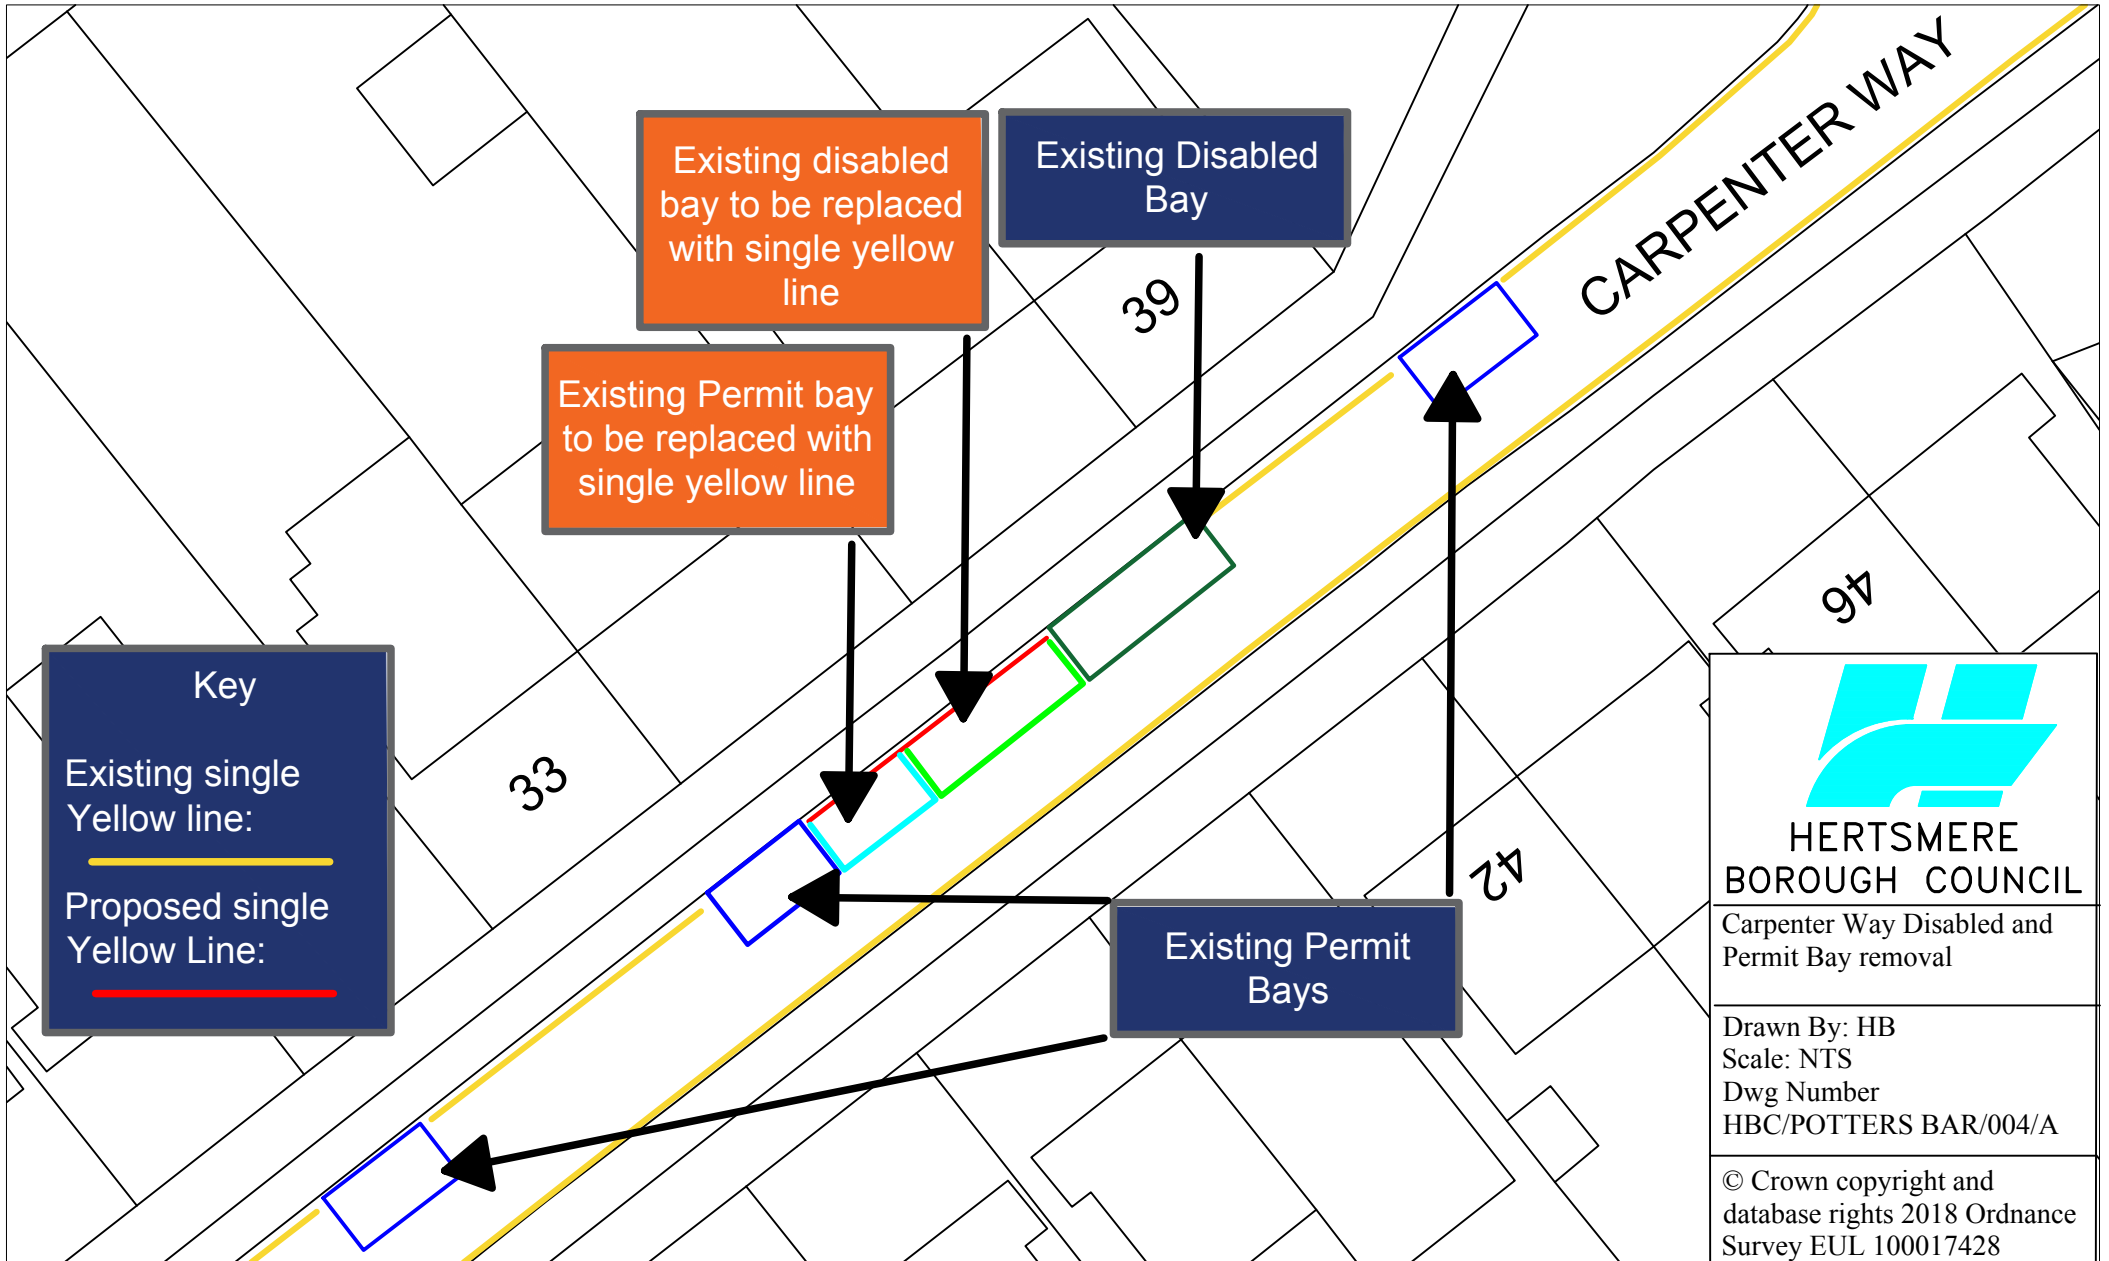 Existing disabled
bay to be replaced
with single yellow
line
Existing Disabled
Bay
CARPENTER WAY
39
Existing Permit bay
to be replaced with
single yellow line
46
Key
Existing single
Yellow line:
Proposed single
Yellow Line:
33
42
Existing Permit
Bays
HERTSMERE
BOROUGH COUNCIL
Carpenter Way Disabled and
Permit Bay removal
Drawn By: HB
Scale: NTS
Dwg Number
HBC/POTTERS BAR/004/A
© Crown copyright and
database rights 2018 Ordnance
Survey EUL 100017428